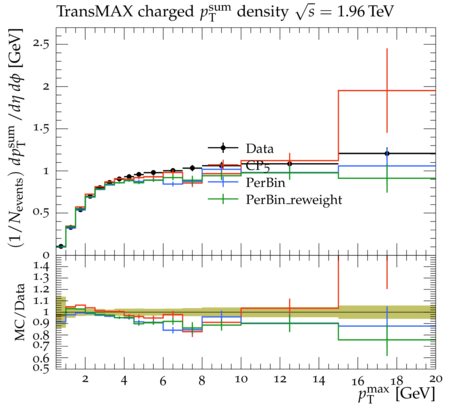 TransMAX charged p_T^sum density √s = 1.96 TeV
(1/N_events) dp_T^sum/dη dϕ [GeV]
2.5
2
1.5
1
0.5
0
Data
CP5
PerBin
PerBin_reweight
MC/Data
1.4
1.3
1.2
1.1
1
0.9
0.8
0.7
0.6
0.5
2 4 6 8 10 12 14 16 18 20
p_T^max [GeV]